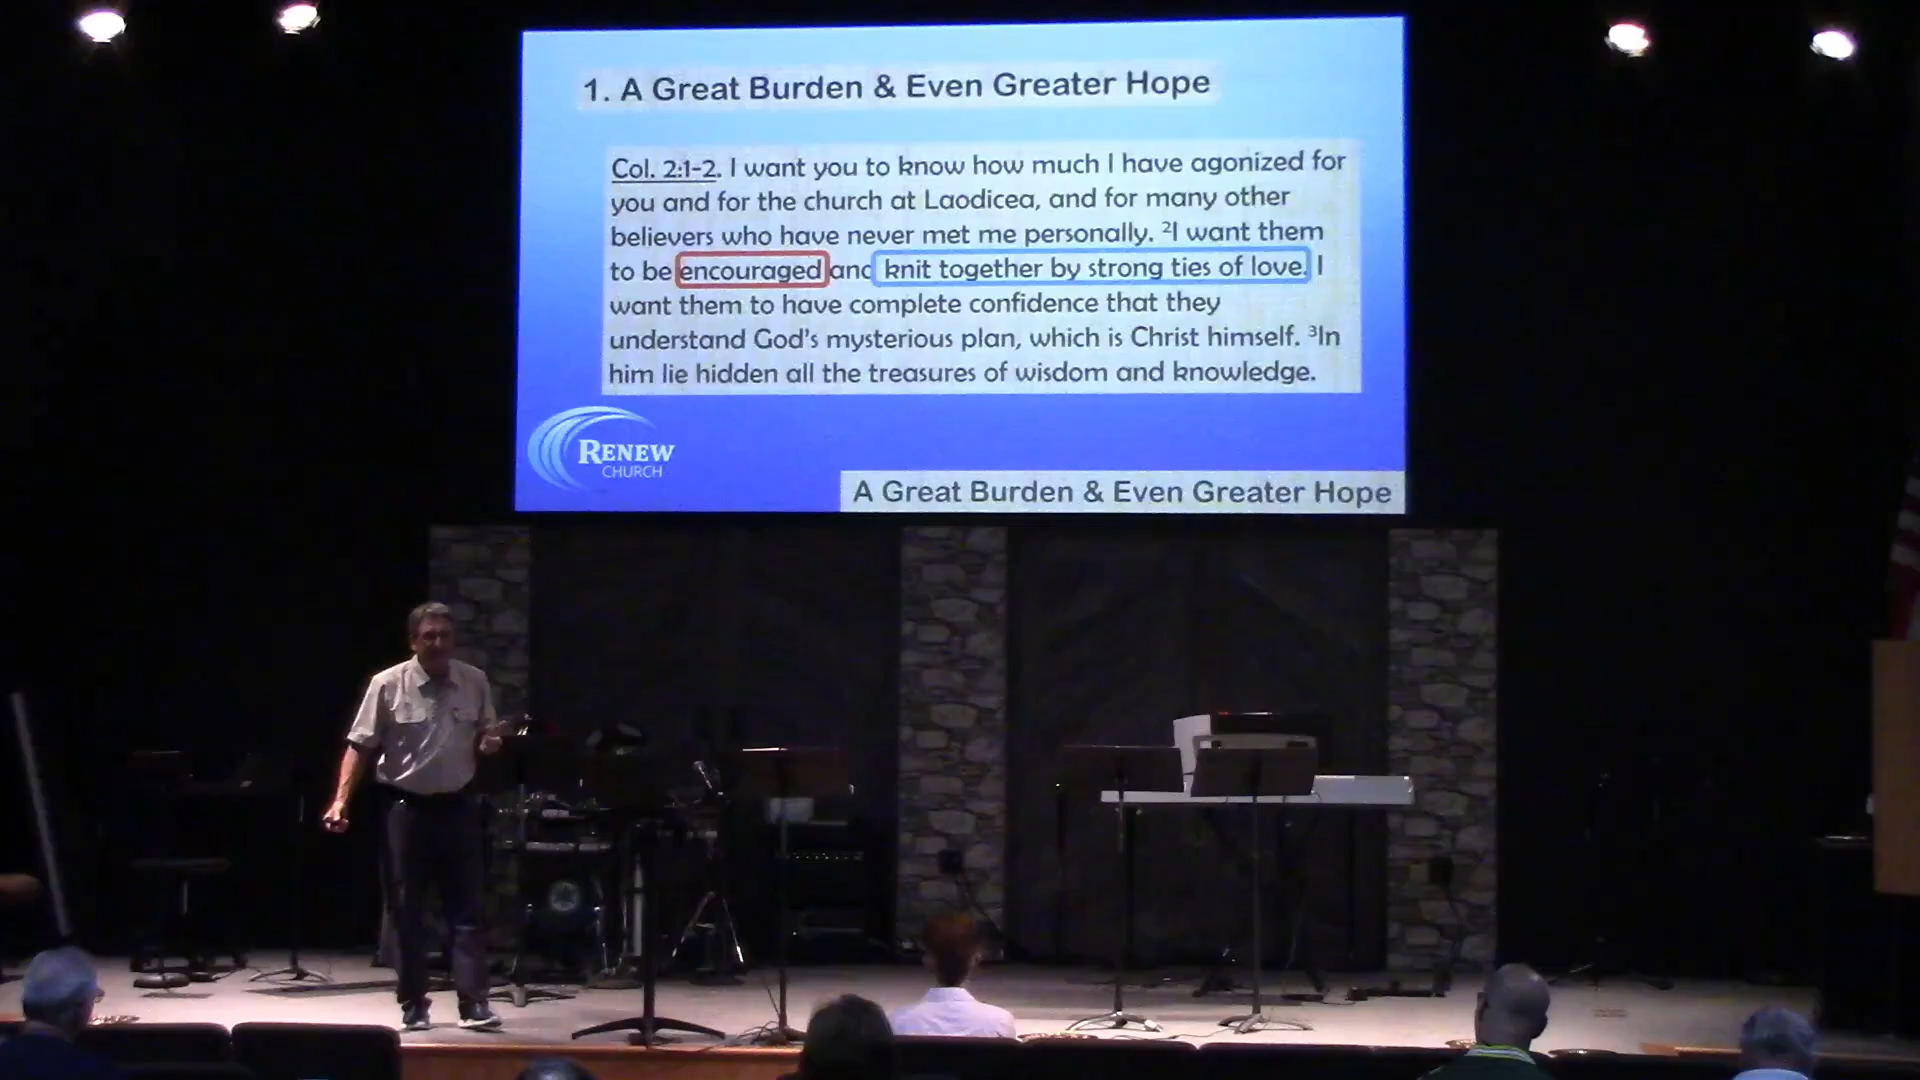 1. A Great Burden & Even Greater Hope
Col. 2:1-2. I want you to know how much I have agonized for
you and for the church at Laodicea, and for many other
believers who have never met me personally. ²I want them
to be encouraged and knit together by strong ties of love. I
want them to have complete confidence that they
understand God's mysterious plan, which is Christ himself. ³In
him lie hidden all the treasures of wisdom and knowledge.
RENEW
CHURCH
A Great Burden & Even Greater Hope